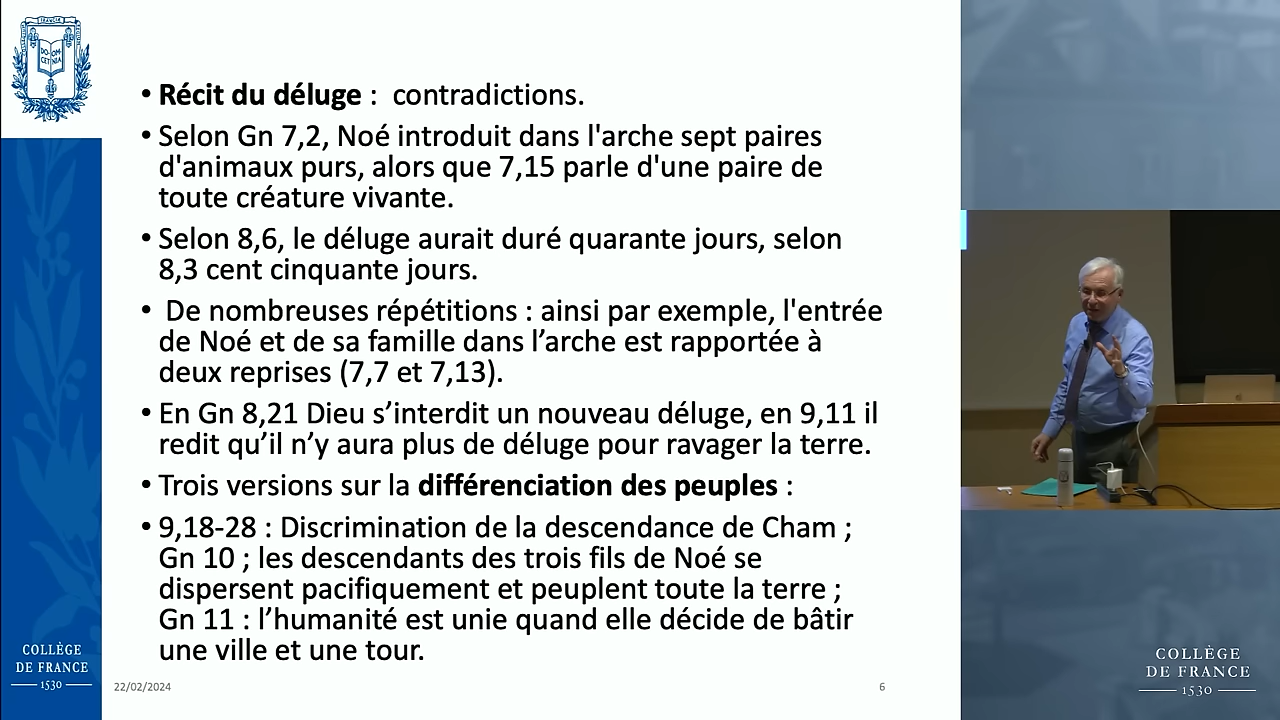 • Récit du déluge :  contradictions.
• Selon Gn 7,2, Noé introduit dans l'arche sept paires
d'animaux purs, alors que 7,15 parle d'une paire de
toute créature vivante.
• Selon 8,6, le déluge aurait duré quarante jours, selon
8,3 cent cinquante jours.
•  De nombreuses répétitions : ainsi par exemple, l'entrée
de Noé et de sa famille dans l’arche est rapportée à
deux reprises (7,7 et 7,13).
• En Gn 8,21 Dieu s’interdit un nouveau déluge, en 9,11 il
redit qu’il n’y aura plus de déluge pour ravager la terre.
• Trois versions sur la différenciation des peuples :
• 9,18-28 : Discrimination de la descendance de Cham ;
Gn 10 ; les descendants des trois fils de Noé se
dispersent pacifiquement et peuplent toute la terre ;
Gn 11 : l’humanité est unie quand elle décide de bâtir
une ville et une tour.
22/02/2024
6
COLLÈGE
DE FRANCE
1530
COLLÈGE
DE FRANCE
1530